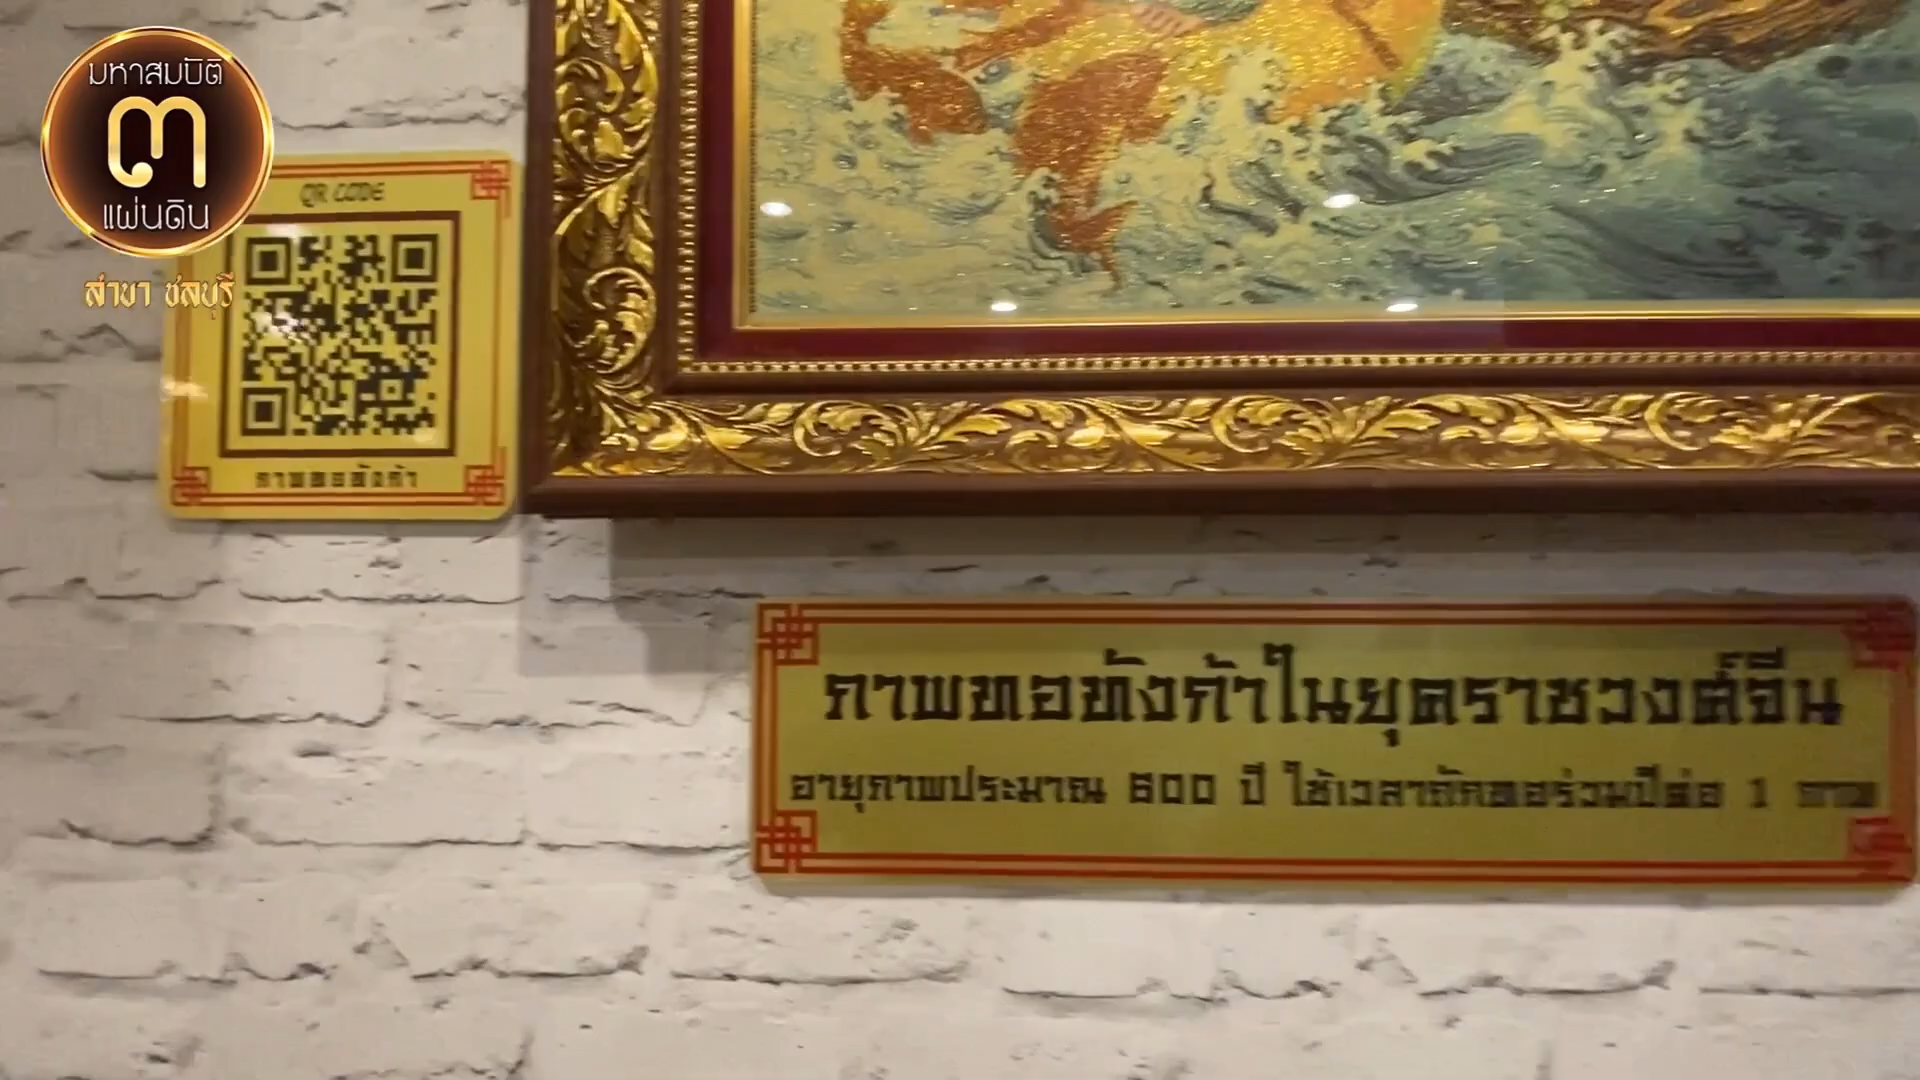 มหาสมบัติ
๓
แผ่นดิน
สาขา ชลบุรี
QR CODE
ภาพทอทังก้า
ภาพทอทังก้าในยุคราชวงศ์จีน
อายุภาพประมาณ 600 ปี ใช้เวลาถักทอร่วมปีต่อ 1 ภาพ